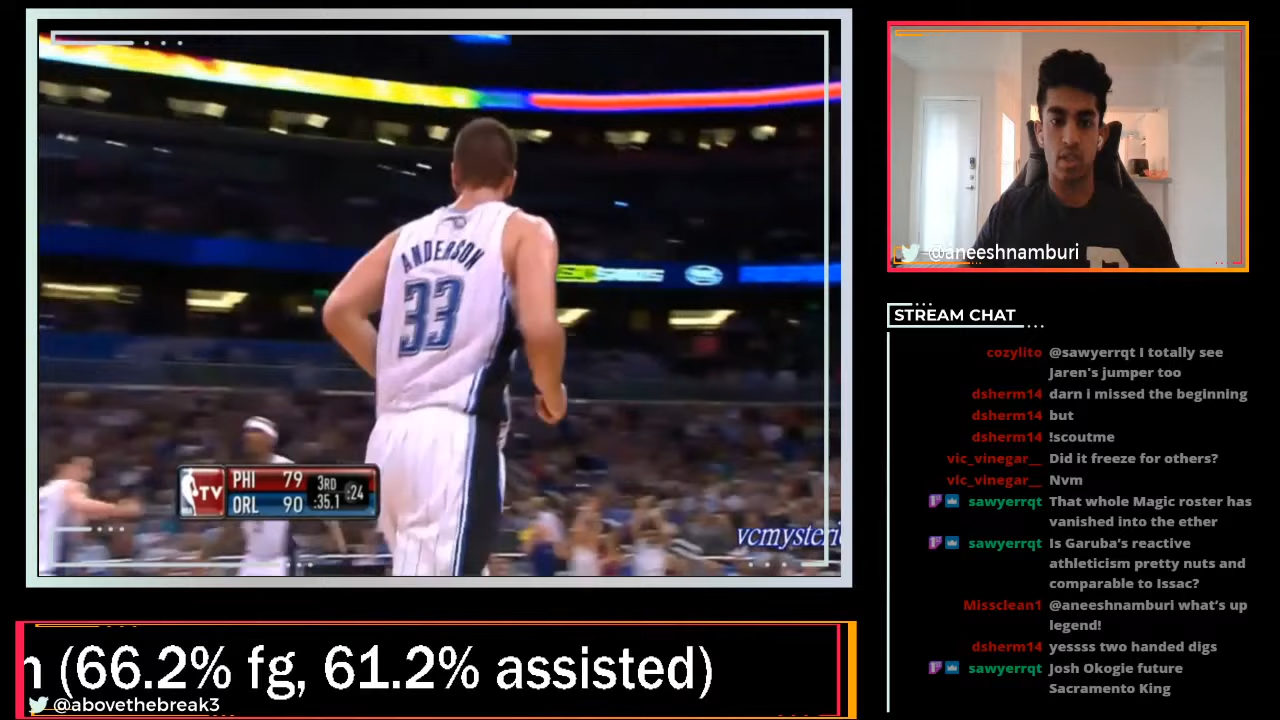 ANDERSON
33
TV
PHI 79
ORL 90
3RD
:35.1
:24
vcmysteri
n (66.2% fg, 61.2% assisted)
@abovethebreak3
@aneeshnamburi
STREAM CHAT
cozylito @sawyerrqt I totally see
Jaren's jumper too
dsherm14 darn i missed the beginning
dsherm14 but
dsherm14 !scoutme
vic_vinegar__ Did it freeze for others?
vic_vinegar__ Nvm
sawyerrqt That whole Magic roster has
vanished into the ether
sawyerrqt Is Garuba's reactive
athleticism pretty nuts and
comparable to Issac?
Missclean1 @aneeshnamburi what's up
legend!
dsherm14 yessss two handed digs
sawyerrqt Josh Okogie future
Sacramento King